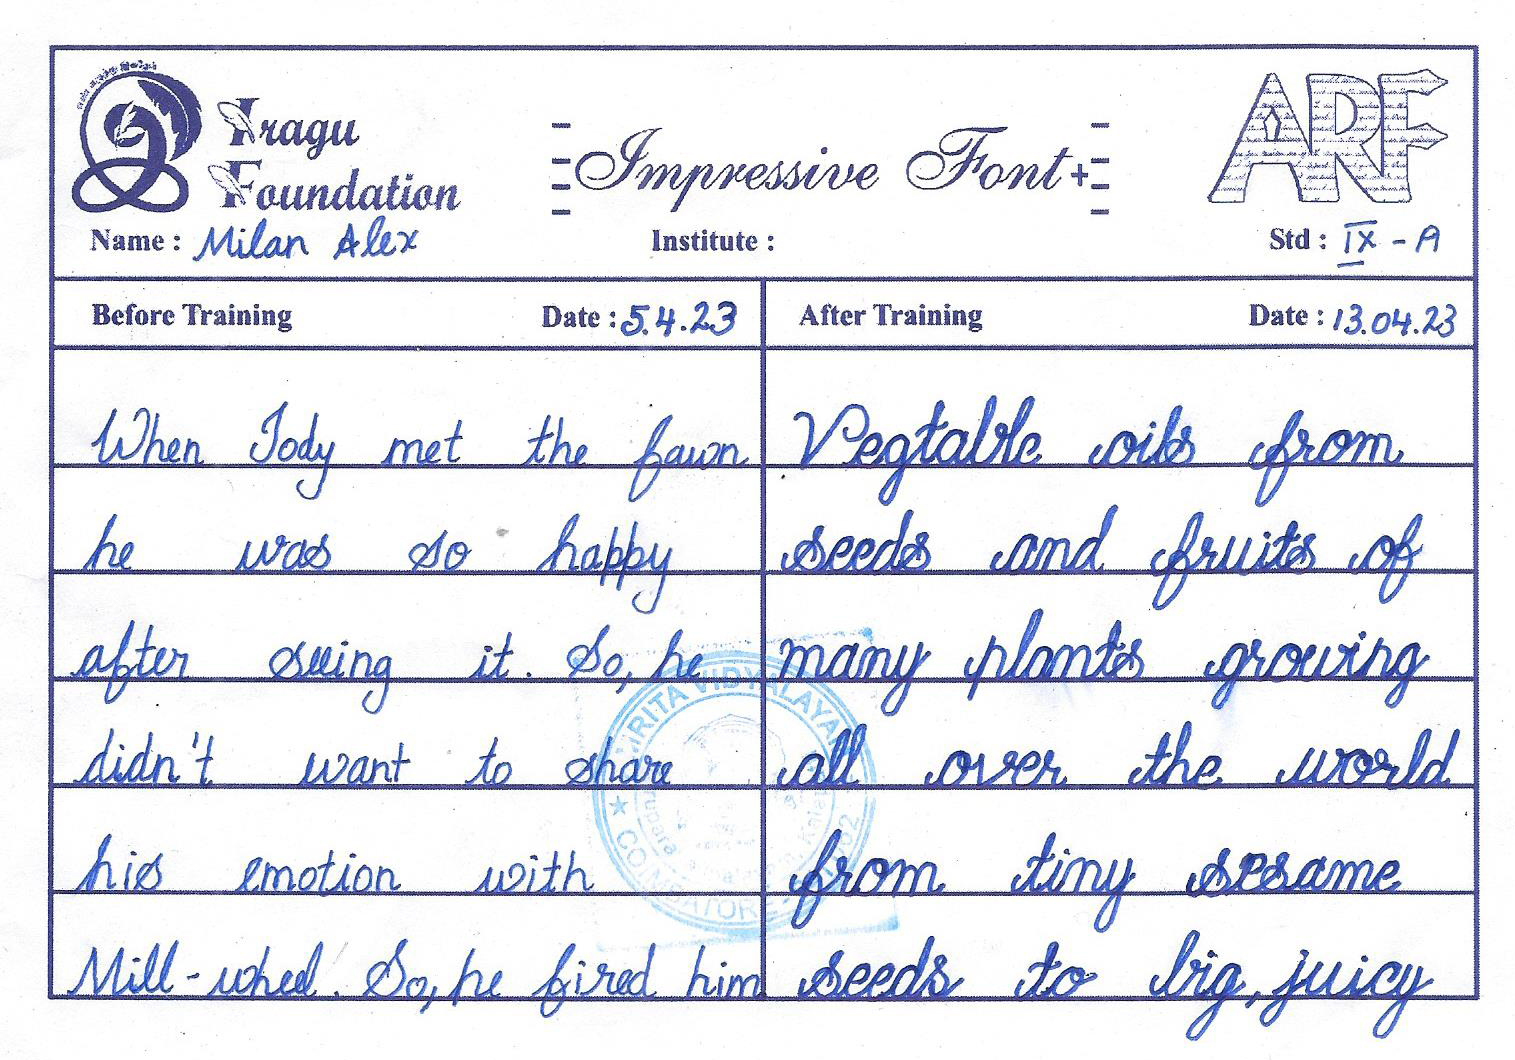 Iragu
Foundation
Impressive Font+
ARF
Name : Milan Alex
Institute :
Std : IX - A
Before Training Date : 5.4.23
When Jody met the fawn
he was so happy
after seeing it. So, he
didn't want to share
his emotion with
Mill-wheel. So, he fired him
After Training Date : 13.04.23
Vegtable oils from
seeds and fruits of
many plants growing
all over the world
from tiny sesame
seeds to big, juicy
VIDYALAYAM
COIMBATORE